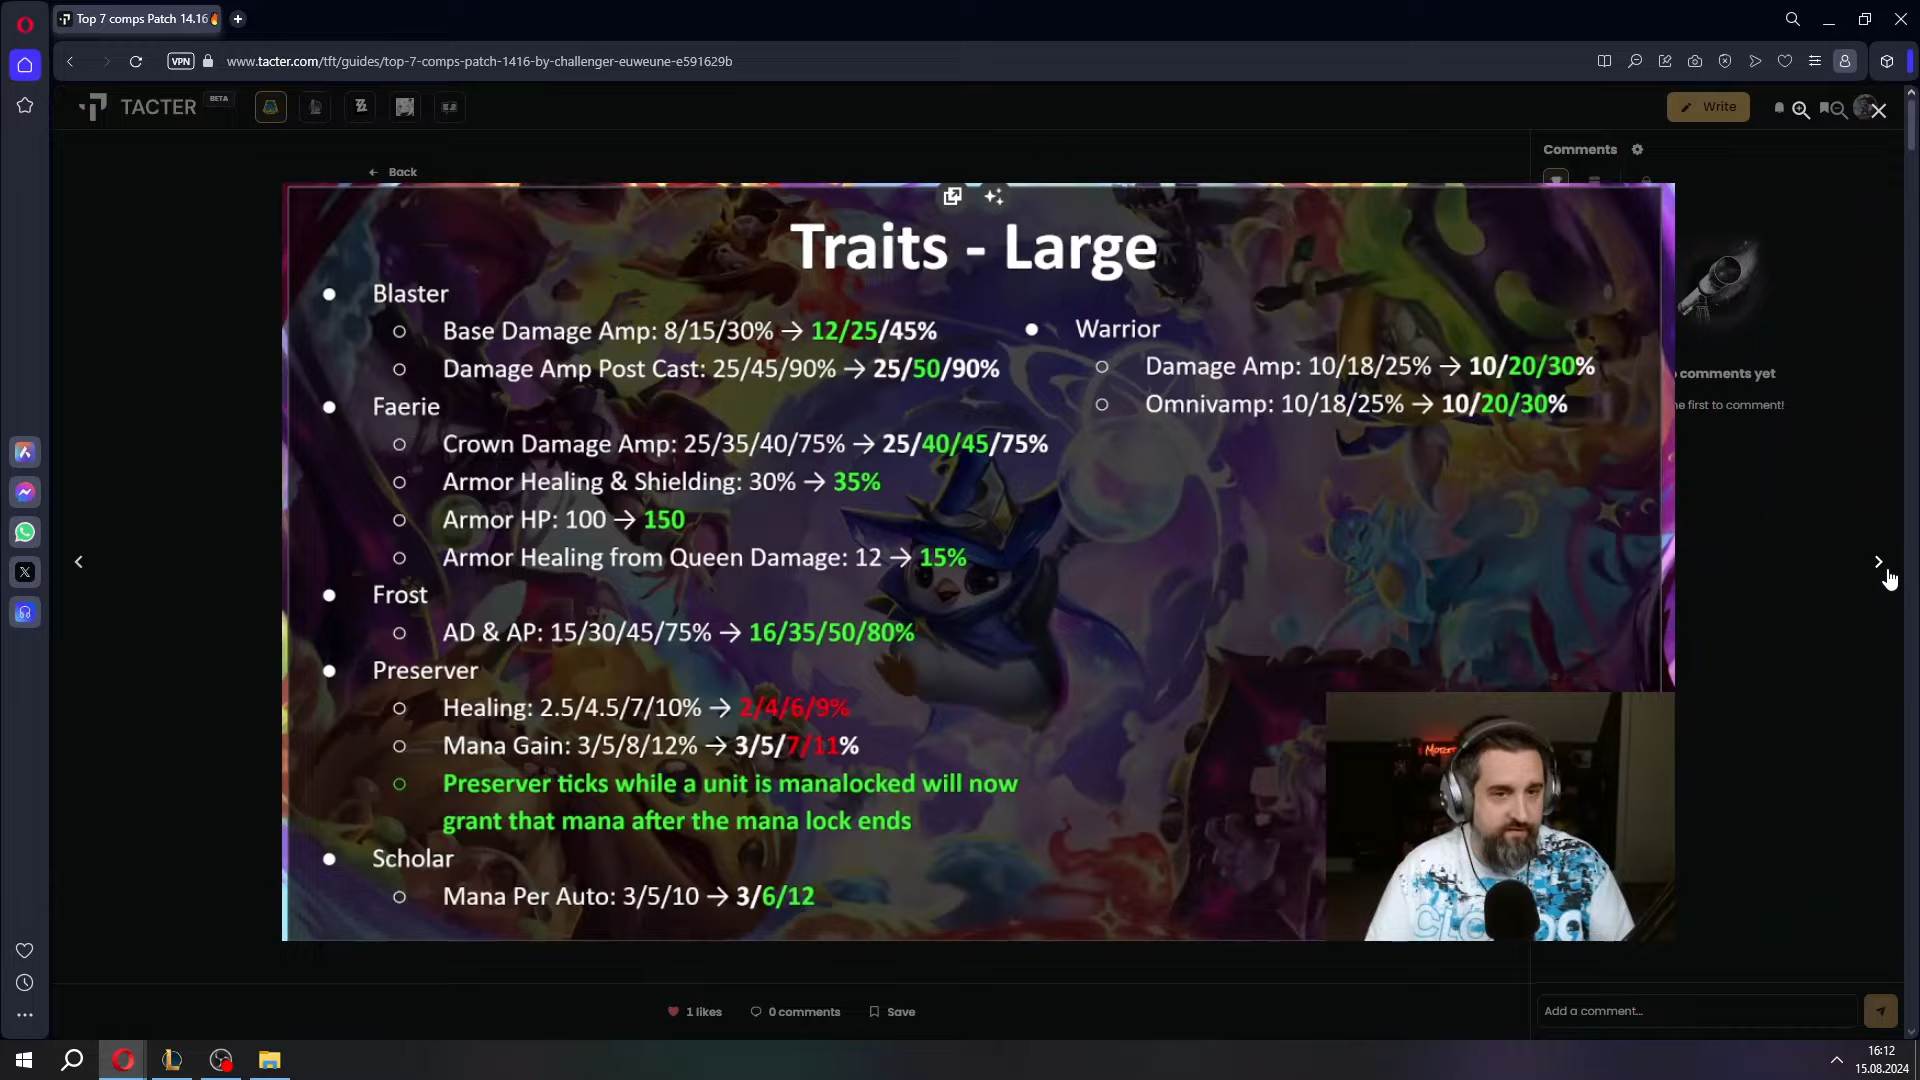 Top 7 comps Patch 14.16
VPN
www.tacter.com/tft/guides/top-7-comps-patch-1416-by-challenger-euweune-e591629b
TACTER BETA
Write
Comments
Back
Traits - Large
Blaster
Base Damage Amp: 8/15/30% → 12/25/45%
Damage Amp Post Cast: 25/45/90% → 25/50/90%
Faerie
Crown Damage Amp: 25/35/40/75% → 25/40/45/75%
Armor Healing & Shielding: 30% → 35%
Armor HP: 100 → 150
Armor Healing from Queen Damage: 12 → 15%
Frost
AD & AP: 15/30/45/75% → 16/35/50/80%
Preserver
Healing: 2.5/4.5/7/10% → 2/4/6/9%
Mana Gain: 3/5/8/12% → 3/5/7/11%
Preserver ticks while a unit is manalocked will now
grant that mana after the mana lock ends
Scholar
Mana Per Auto: 3/5/10 → 3/6/12
Warrior
Damage Amp: 10/18/25% → 10/20/30%
Omnivamp: 10/18/25% → 10/20/30%
comments yet
first to comment!
1 likes
0 comments
Save
Add a comment...
16:12
15.08.2024